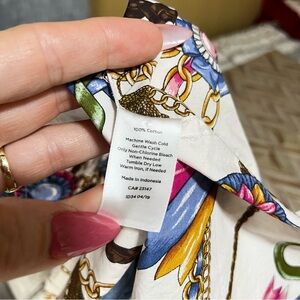 100% Cotton
Machine Wash Cold
Gentle Cycle
Only Non-Chlorine Bleach
When Needed
Tumble Dry Low
Warm Iron, If Needed
Made in Indonesia
CA# 23147
1034 04/19